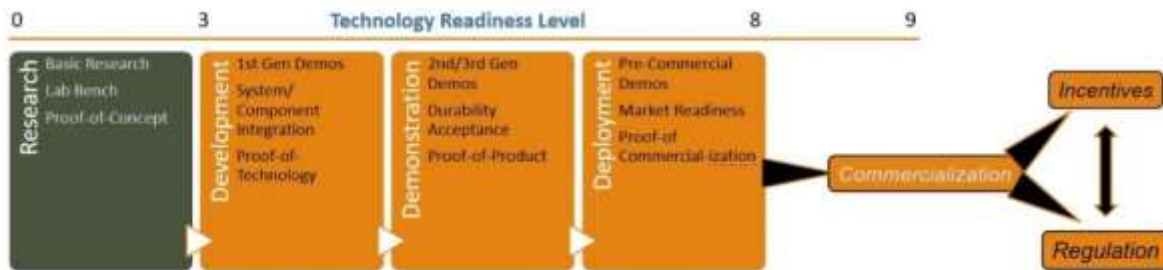 0 3 Technology Readiness Level 8 9
Research
Basic Research
Lab Bench
Proof-of-Concept
Development
1st Gen Demos
System/
Component
Integration
Proof-of-
Technology
Demonstration
2nd/3rd Gen
Demos
Durability
Acceptance
Proof-of-Product
Deployment
Pre-Commercial
Demos
Market Readiness
Proof-of
Commercial-ization
Commercialization
Incentives
Regulation